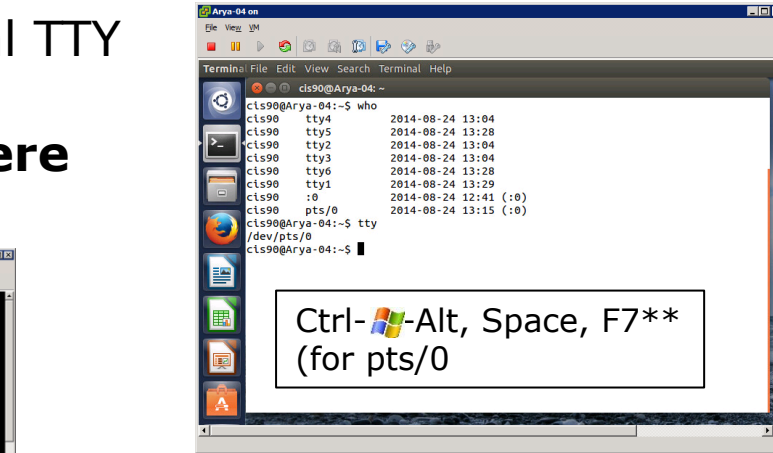 l TTY
ere
Arya-04 on
File View VM
Terminal File Edit View Search Terminal Help
cis90@Arya-04: ~
cis90@Arya-04:~$ who
cis90 tty4 2014-08-24 13:04
cis90 tty5 2014-08-24 13:28
cis90 tty2 2014-08-24 13:04
cis90 tty3 2014-08-24 13:04
cis90 tty6 2014-08-24 13:28
cis90 tty1 2014-08-24 13:29
cis90 :0 2014-08-24 12:41 (:0)
cis90 pts/0 2014-08-24 13:15 (:0)
cis90@Arya-04:~$ tty
/dev/pts/0
cis90@Arya-04:~$
Ctrl- -Alt, Space, F7**
(for pts/0